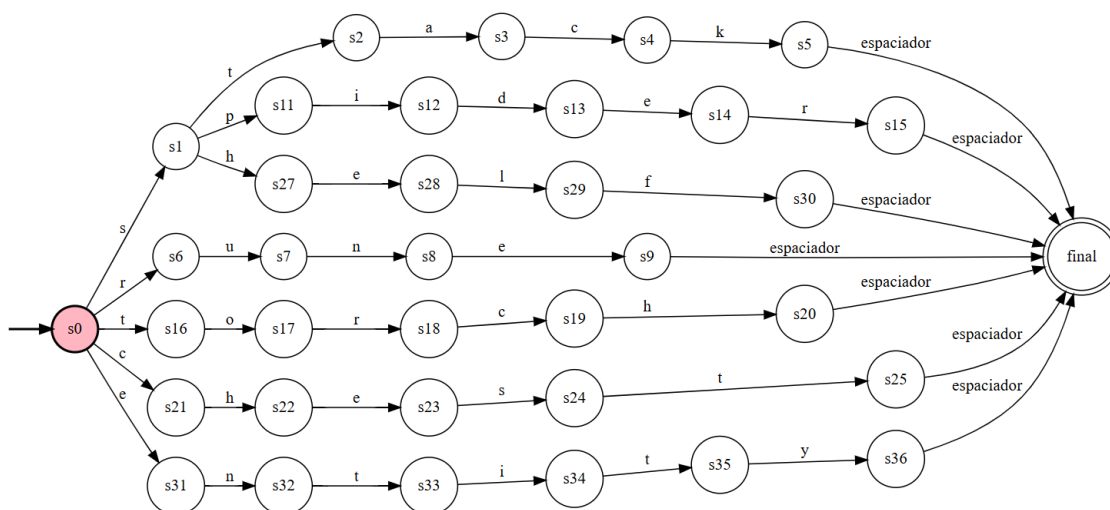 s2 a s3 c s4 k s5 espaciador
t
s11 i s12 d s13 e s14 r s15 espaciador
p
s1
h
s27 e s28 l s29 f s30 espaciador
s
s6 u s7 n s8 e s9 espaciador final
r
s0 t s16 o s17 r s18 c s19 h s20 espaciador
c
s21 h s22 e s23 s s24 t s25 espaciador
e
s31 n s32 t s33 i s34 t s35 y s36 espaciador